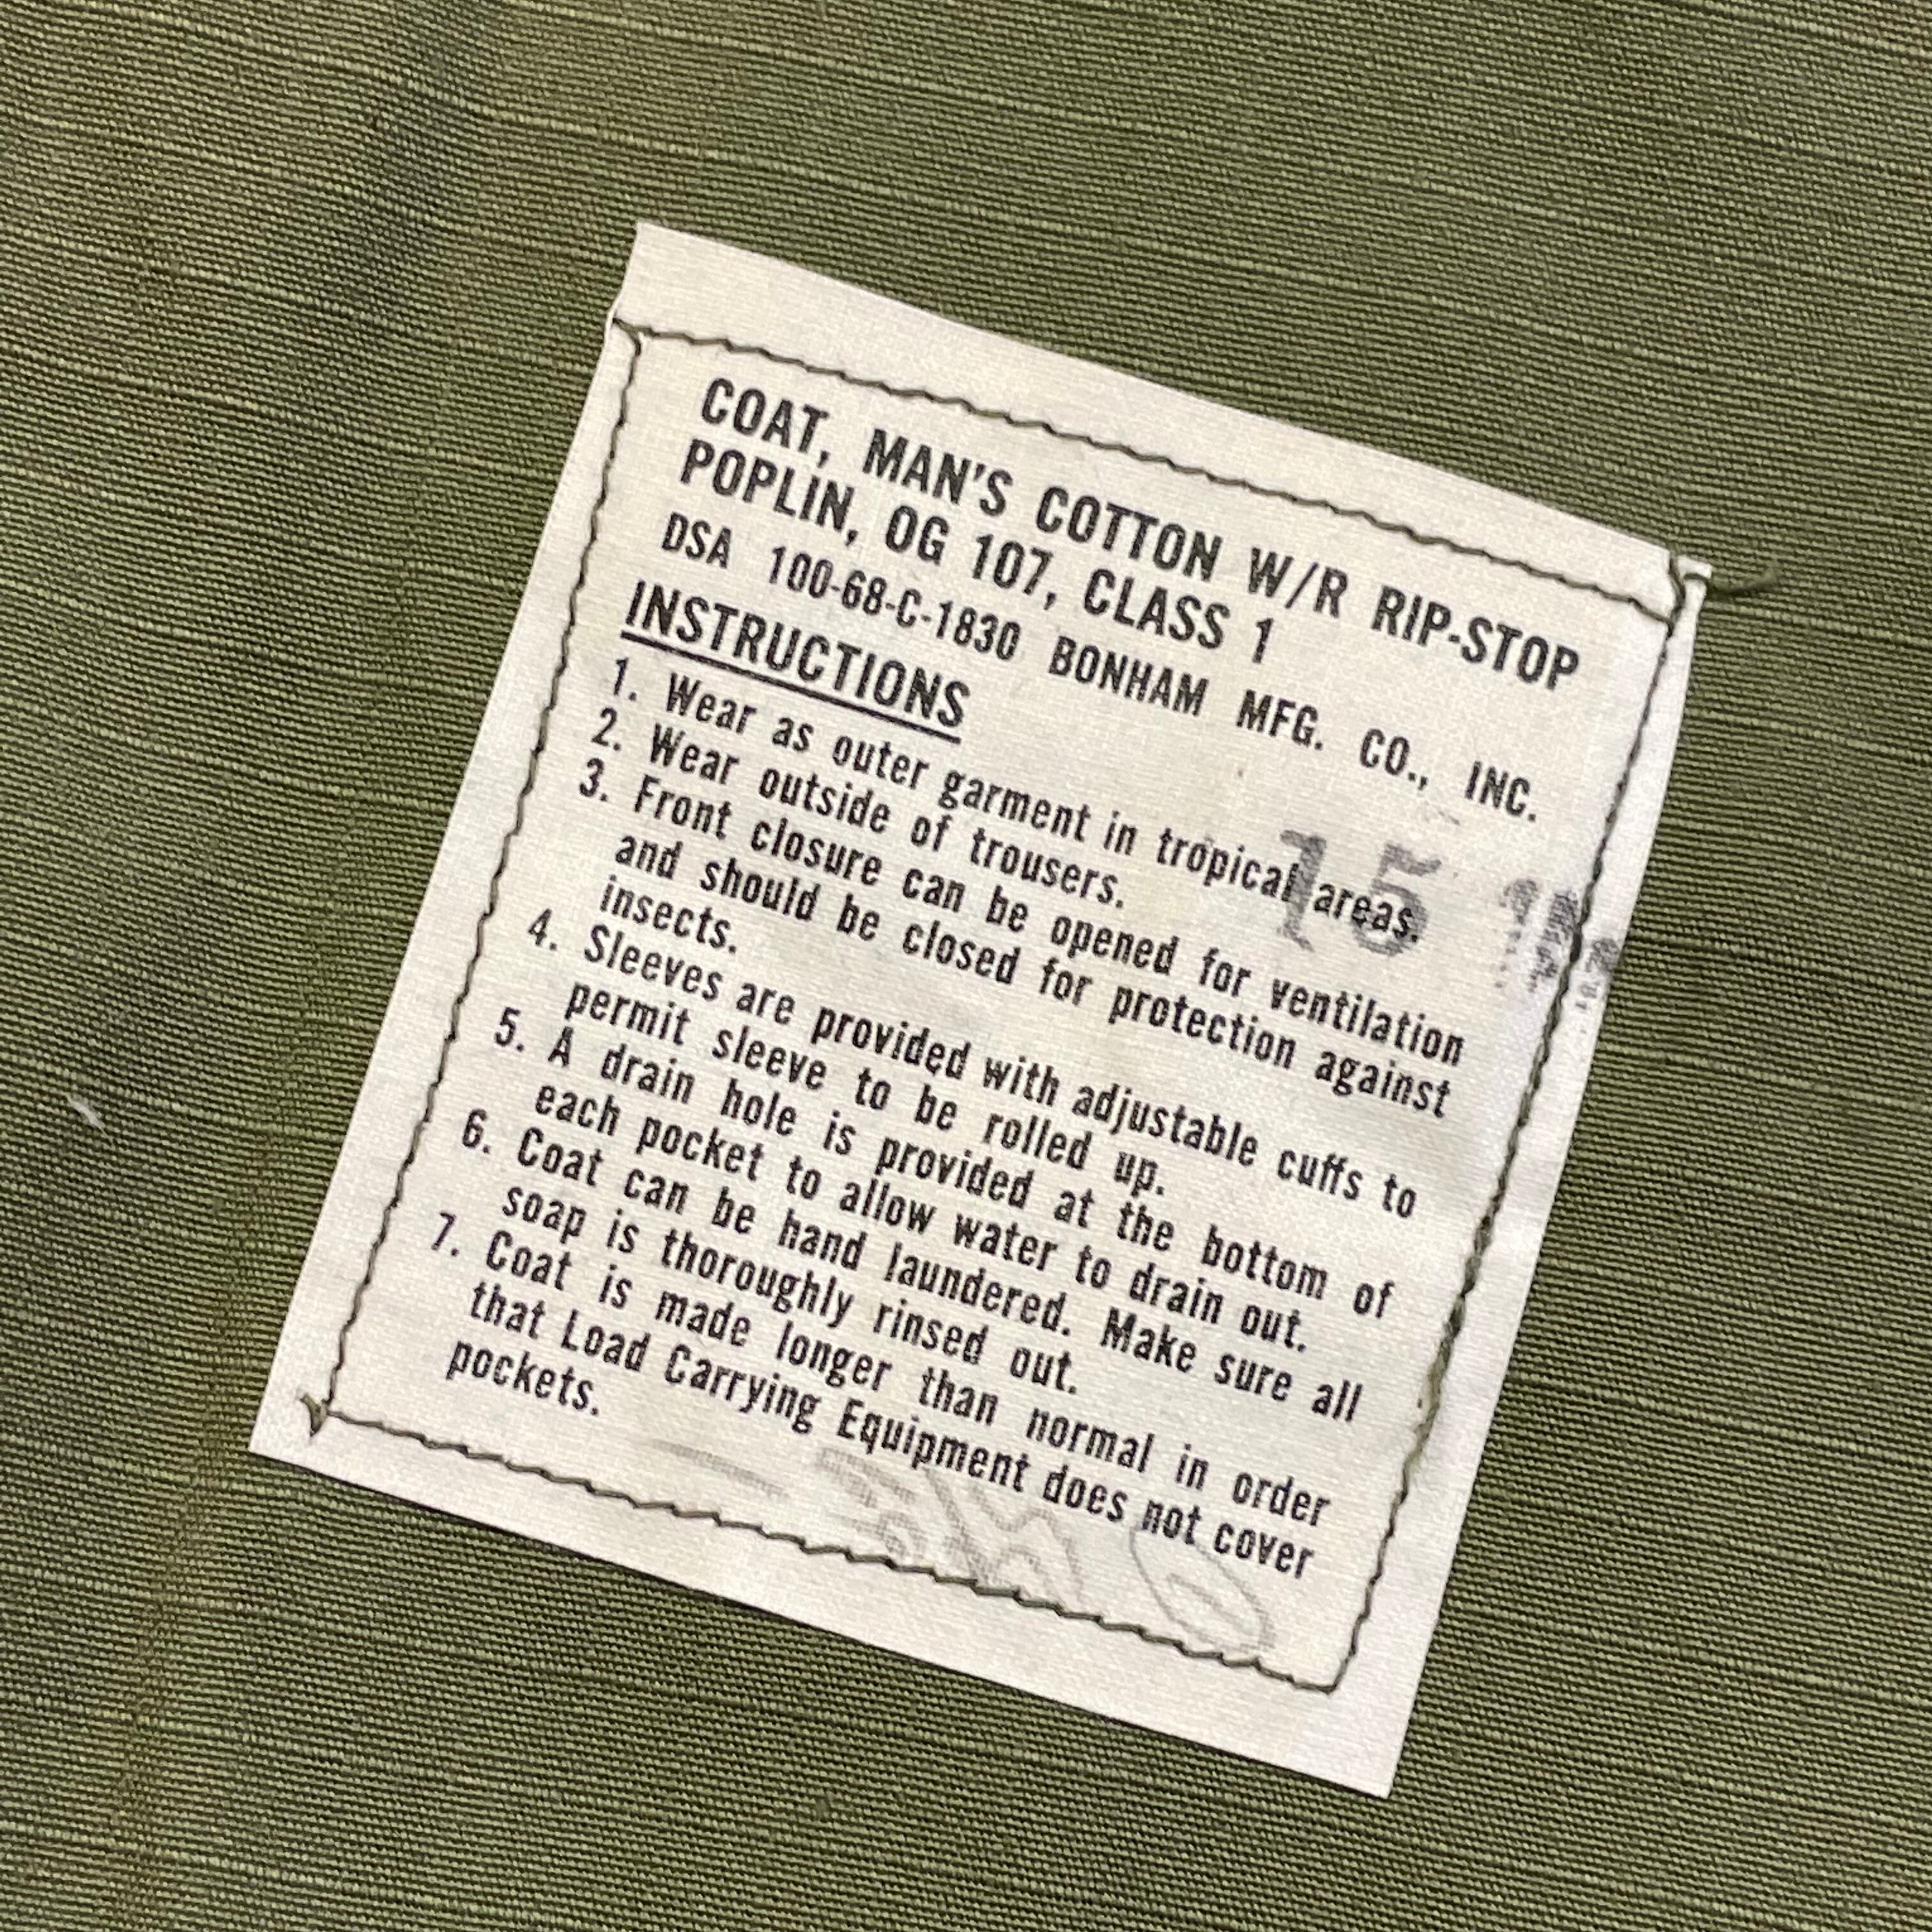 COAT, MAN'S COTTON W/R RIP-STOP
POPLIN, OG 107, CLASS 1
DSA 100-68-C-1830 BONHAM MFG. CO., INC.
INSTRUCTIONS
1. Wear as outer garment in tropical areas.
2. Wear outside of trousers.
3. Front closure can be opened for ventilation
and should be closed for protection against
insects.
4. Sleeves are provided with adjustable cuffs to
permit sleeve to be rolled up.
5. A drain hole is provided at the bottom of
each pocket to allow water to drain out.
6. Coat can be hand laundered. Make sure all
soap is thoroughly rinsed out.
7. Coat is made longer than normal in order
that Load Carrying Equipment does not cover
pockets.
15